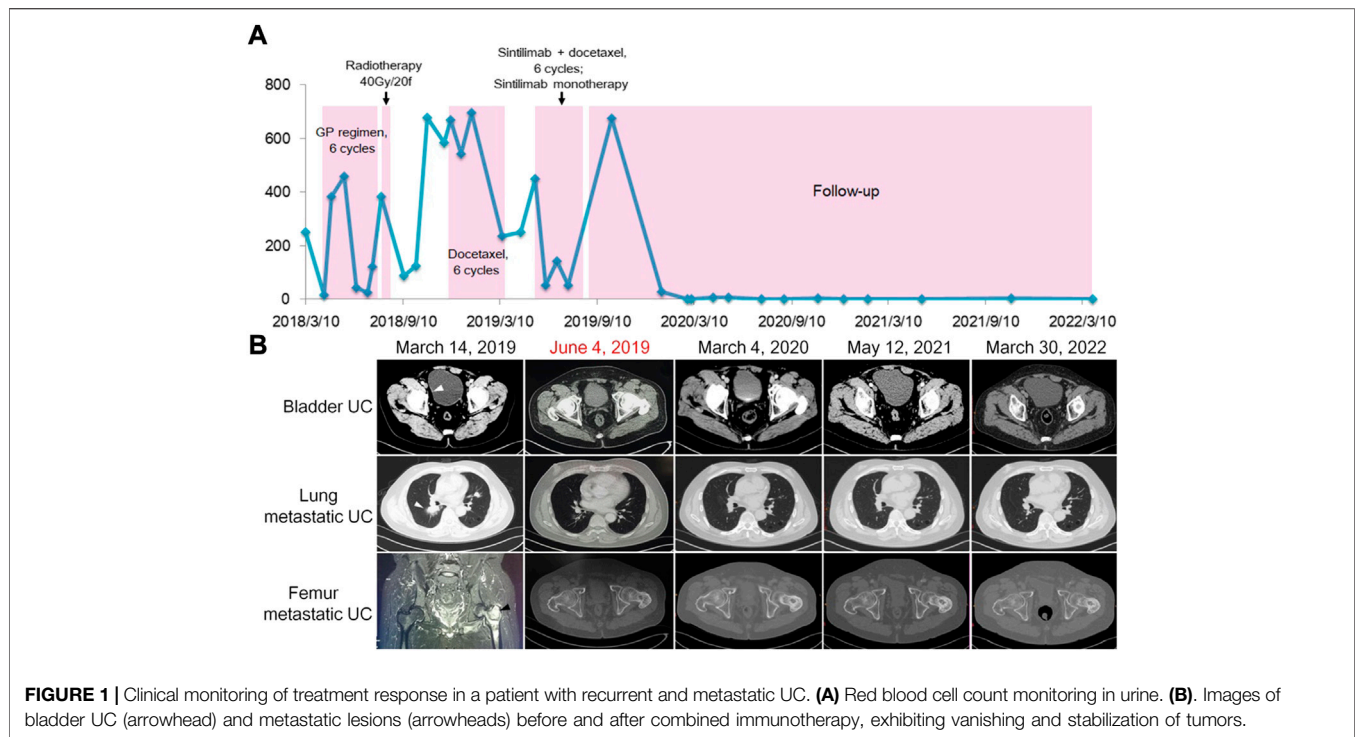 A
Radiotherapy
40Gy/20f
Sintilimab + docetaxel,
6 cycles;
Sintilimab monotherapy
800
600
400
200
0
GP regimen,
6 cycles
Docetaxel,
6 cycles
Follow-up
2018/3/10 2018/9/10 2019/3/10 2019/9/10 2020/3/10 2020/9/10 2021/3/10 2021/9/10 2022/3/10
B
March 14, 2019 June 4, 2019 March 4, 2020 May 12, 2021 March 30, 2022
Bladder UC
Lung
metastatic UC
Femur
metastatic UC
FIGURE 1 | Clinical monitoring of treatment response in a patient with recurrent and metastatic UC. (A) Red blood cell count monitoring in urine. (B). Images of
bladder UC (arrowhead) and metastatic lesions (arrowheads) before and after combined immunotherapy, exhibiting vanishing and stabilization of tumors.